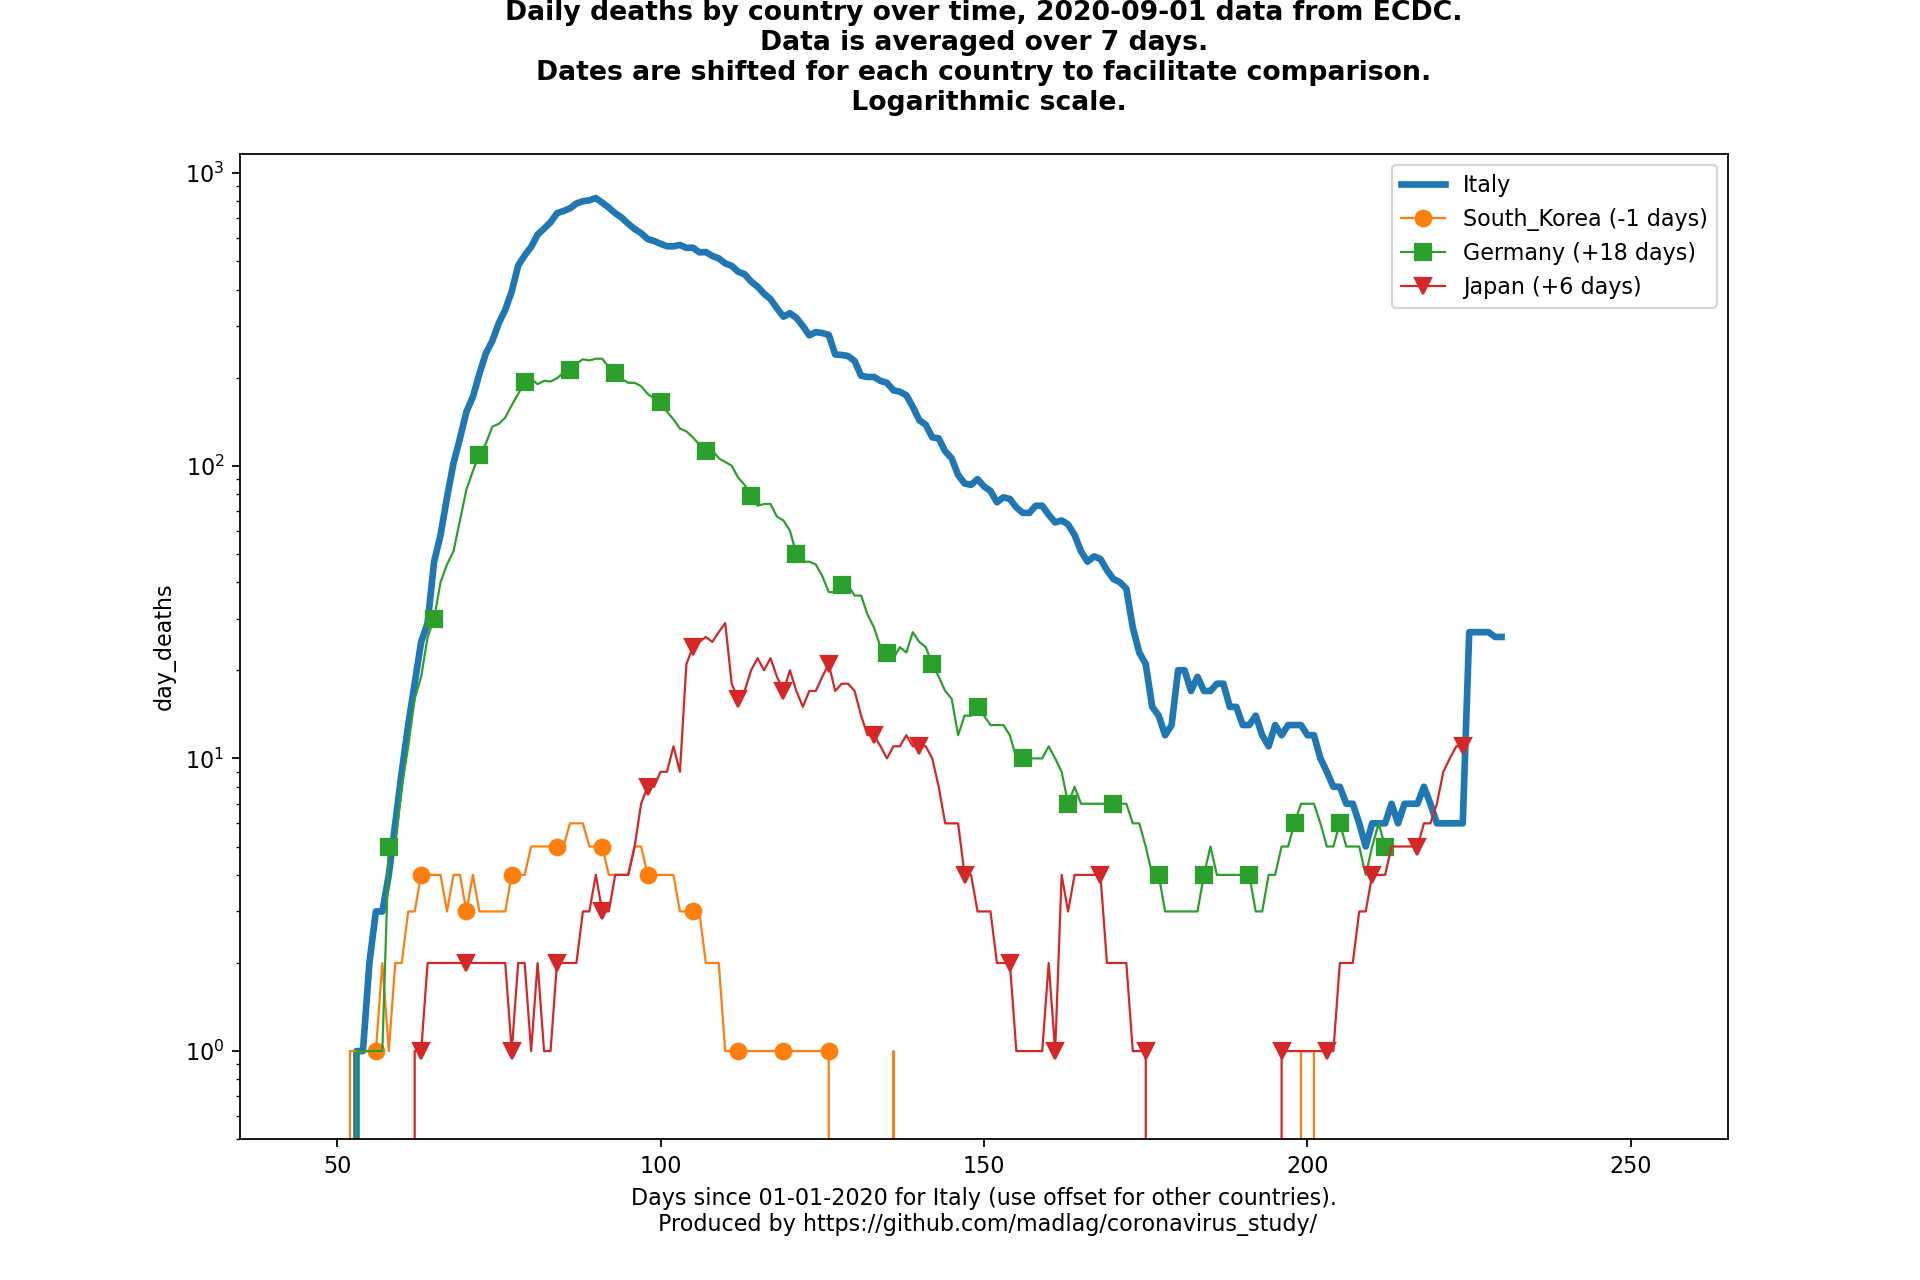 Daily deaths by country over time, 2020-09-01 data from ECDC.
Data is averaged over 7 days.
Dates are shifted for each country to facilitate comparison.
Logarithmic scale.
10³
10²
10¹
10⁰
day_deaths
Italy
South_Korea (-1 days)
Germany (+18 days)
Japan (+6 days)
50 100 150 200 250
Days since 01-01-2020 for Italy (use offset for other countries).
Produced by https://github.com/madlag/coronavirus_study/